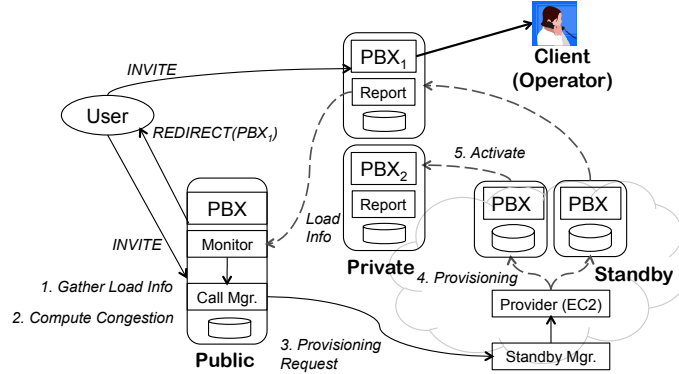 PBX1
Client
(Operator)
INVITE
Report
User
REDIRECT(PBX1)
PBX2
5. Activate
Report
PBX
PBX
PBX
Load
Info
INVITE
Monitor
Private
Standby
4. Provisioning
1. Gather Load Info
Call Mgr.
Provider (EC2)
2. Compute Congestion
3. Provisioning
Request
Public
Standby Mgr.